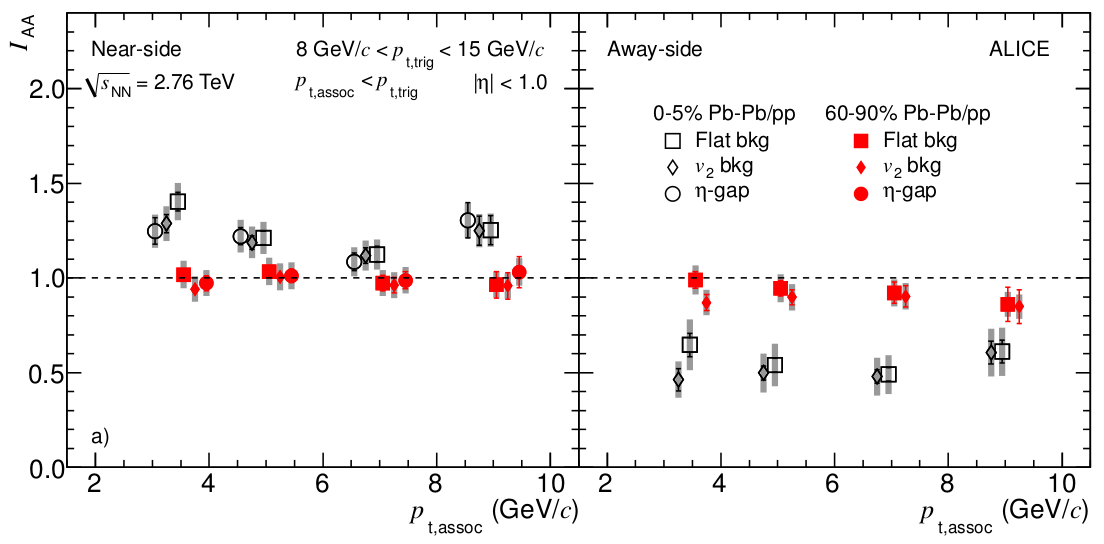 I_AA
Near-side
8 GeV/c < p_t,trig < 15 GeV/c
√s_NN = 2.76 TeV
p_t,assoc < p_t,trig
|η| < 1.0
a)
2.0
1.5
1.0
0.5
0.0
2 4 6 8 10
p_t,assoc (GeV/c)
Away-side
ALICE
0-5% Pb-Pb/pp
Flat bkg
v_2 bkg
η-gap
60-90% Pb-Pb/pp
Flat bkg
v_2 bkg
η-gap
2 4 6 8 10
p_t,assoc (GeV/c)